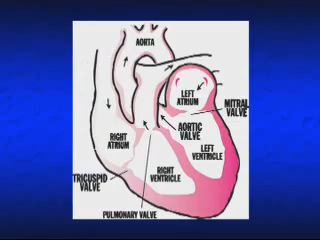 AORTA
LEFT
ATRIUM
MITRAL
VALVE
AORTIC
VALVE
RIGHT
ATRIUM
LEFT
VENTRICLE
TRICUSPID
VALVE
RIGHT
VENTRICLE
PULMONARY VALVE